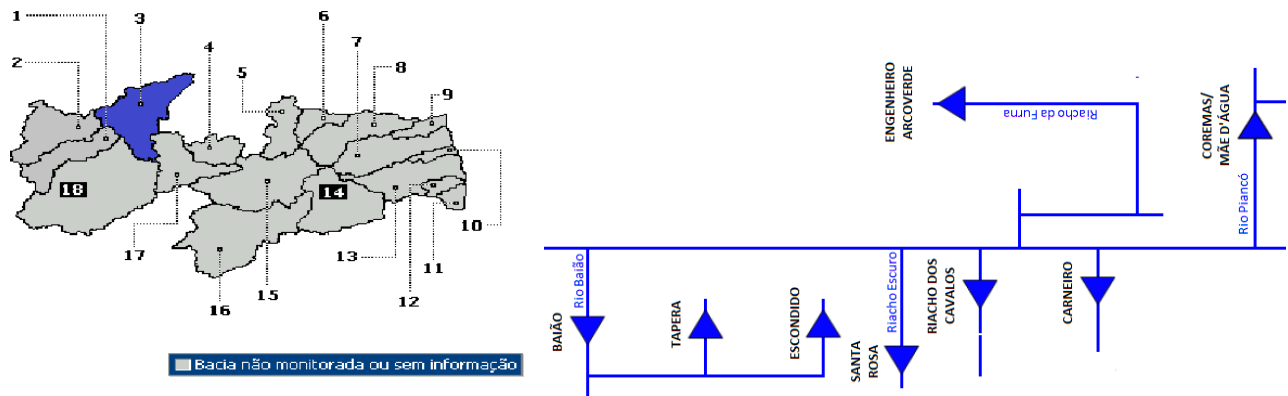 1
2
3
4
5
6
7
8
9
10
11
12
13
14
15
16
17
18
Bacia não monitorada ou sem informação
ENGENHEIRO
ARCOVERDE
Riacho da Furna
COREMAS/
MÃE D'ÁGUA
Rio Piancó
Rio Baião
BAIÃO
TAPERA
ESCONDIDO
Riacho Escuro
SANTA
ROSA
RIACHO DOS
CAVALOS
CARNEIRO